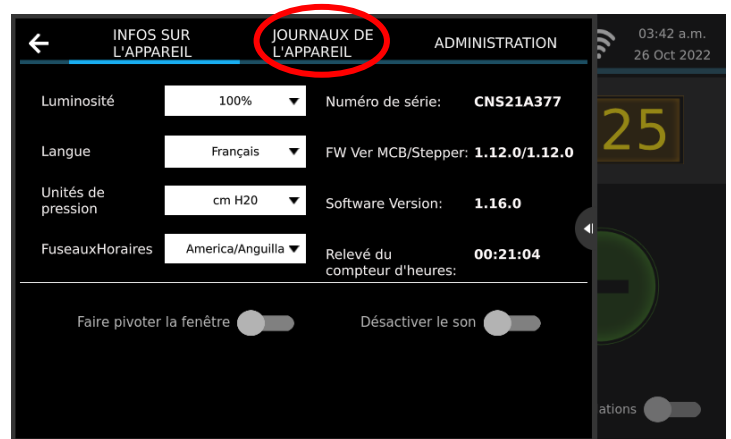 INFOS SUR
L'APPAREIL
JOURNAUX DE
L'APPAREIL
ADMINISTRATION
03:42 a.m.
26 Oct 2022
Luminosité
100%
Numéro de série:
CNS21A377
25
Langue
Français
FW Ver MCB/Stepper:
1.12.0/1.12.0
Unités de
pression
cm H20
Software Version:
1.16.0
FuseauxHoraires
America/Anguilla
Relevé du
compteur d'heures:
00:21:04
Faire pivoter la fenêtre
Désactiver le son
ations